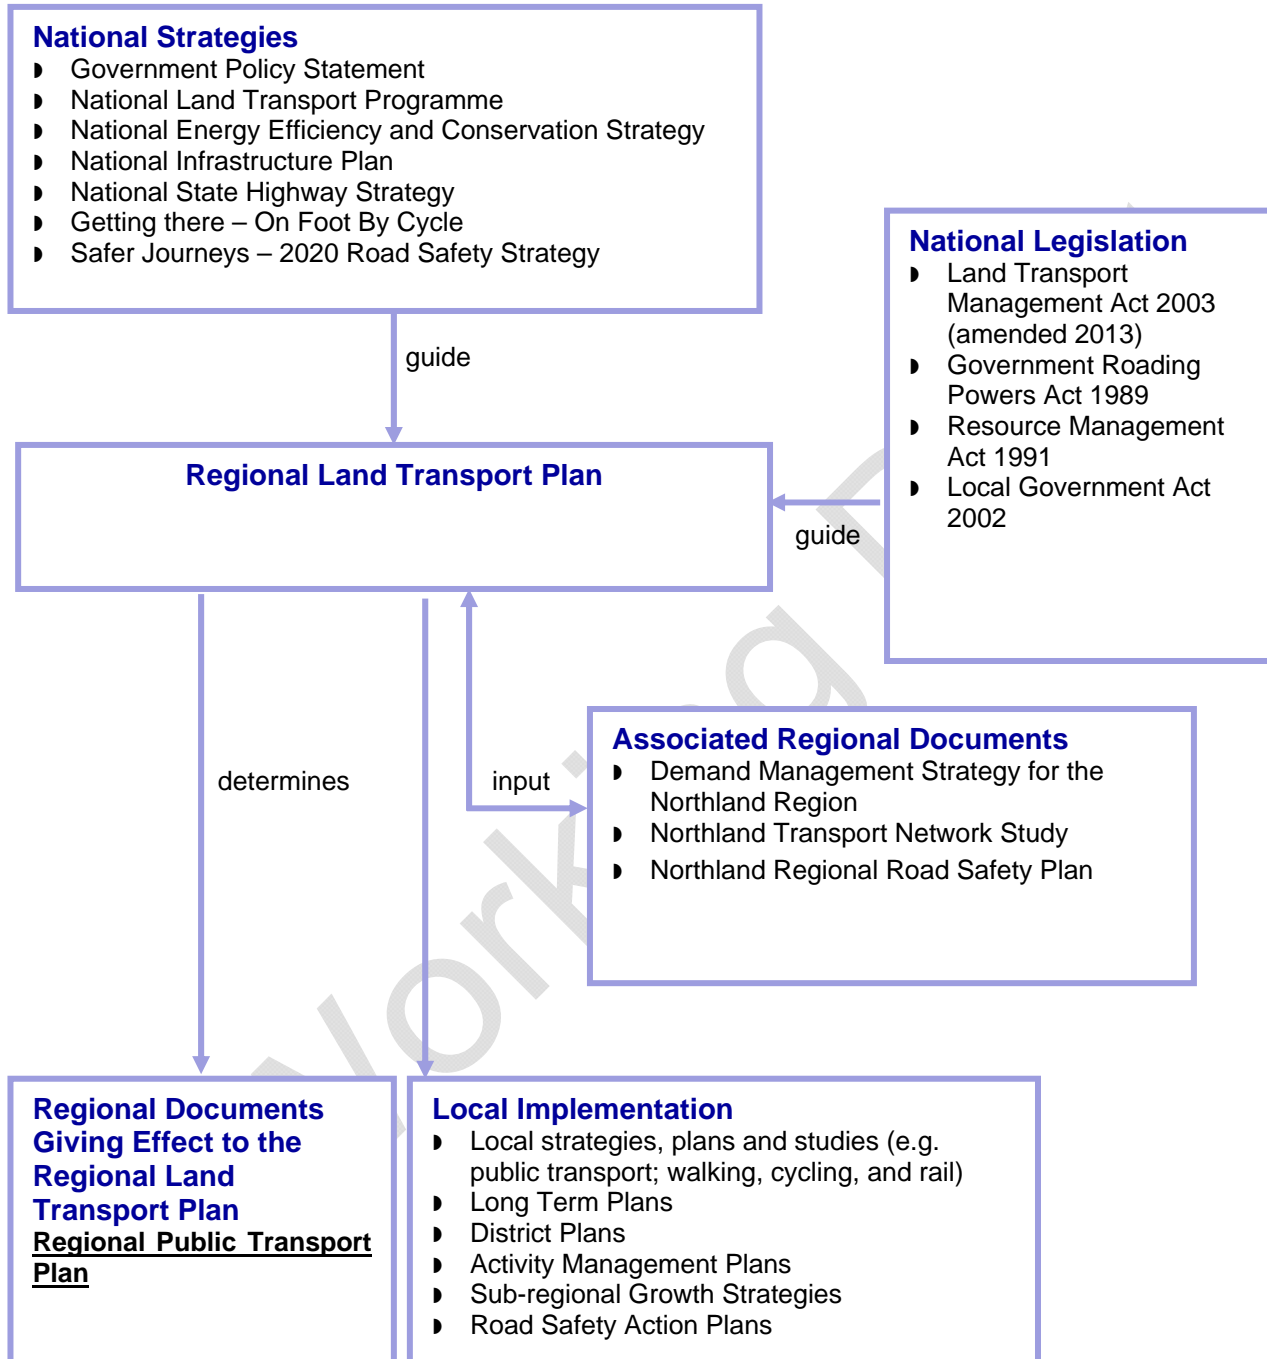 National Strategies
◗ Government Policy Statement
◗ National Land Transport Programme
◗ National Energy Efficiency and Conservation Strategy
◗ National Infrastructure Plan
◗ National State Highway Strategy
◗ Getting there – On Foot By Cycle
◗ Safer Journeys – 2020 Road Safety Strategy
guide
National Legislation
◗ Land Transport
Management Act 2003
(amended 2013)
◗ Government Roading
Powers Act 1989
◗ Resource Management
Act 1991
◗ Local Government Act
2002
guide
Regional Land Transport Plan
determines
input
Associated Regional Documents
◗ Demand Management Strategy for the
Northland Region
◗ Northland Transport Network Study
◗ Northland Regional Road Safety Plan
Regional Documents
Giving Effect to the
Regional Land
Transport Plan
Regional Public Transport
Plan
Local Implementation
◗ Local strategies, plans and studies (e.g.
public transport; walking, cycling, and rail)
◗ Long Term Plans
◗ District Plans
◗ Activity Management Plans
◗ Sub-regional Growth Strategies
◗ Road Safety Action Plans
Working